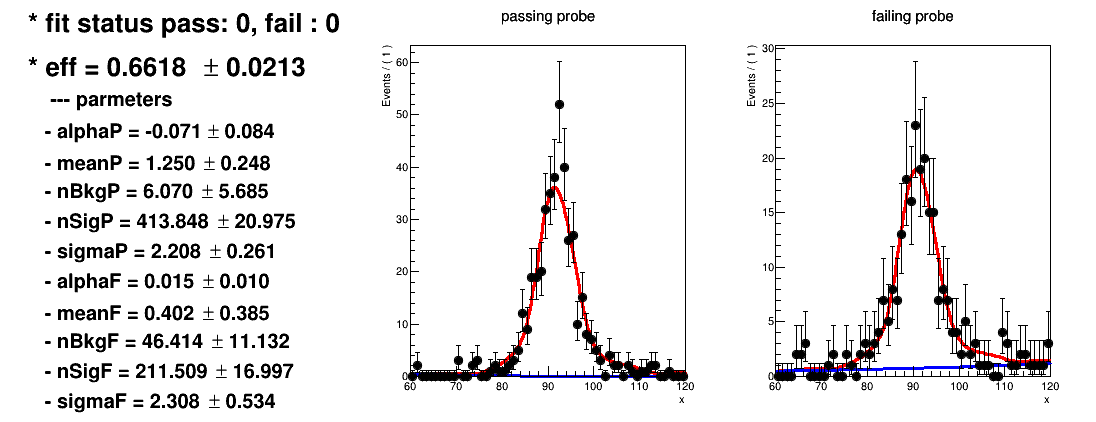 * fit status pass: 0, fail : 0
* eff = 0.6618 ± 0.0213
--- parmeters
- alphaP = -0.071 ± 0.084
- meanP = 1.250 ± 0.248
- nBkgP = 6.070 ± 5.685
- nSigP = 413.848 ± 20.975
- sigmaP = 2.208 ± 0.261
- alphaF = 0.015 ± 0.010
- meanF = 0.402 ± 0.385
- nBkgF = 46.414 ± 11.132
- nSigF = 211.509 ± 16.997
- sigmaF = 2.308 ± 0.534
passing probe
Events / ( 1 )
60
50
40
30
20
10
0
60 70 80 90 100 110 120
x
failing probe
Events / ( 1 )
30
25
20
15
10
5
0
60 70 80 90 100 110 120
x